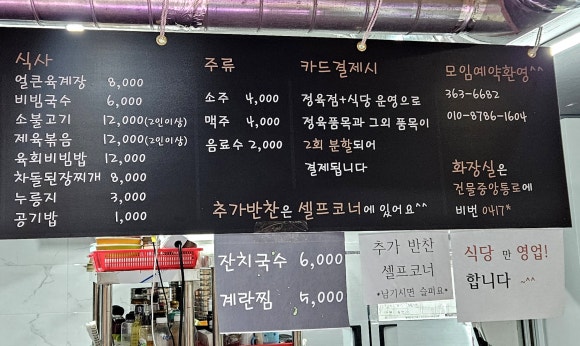 식사
얼큰육계장 8,000
비빔국수 6,000
소불고기 12,000(2인이상)
제육볶음 12,000(2인이상)
육회비빔밥 12,000
차돌된장찌개 8,000
누룽지 3,000
공기밥 1,000
주류
소주 4,000
맥주 4,000
음료수 2,000
카드결제시
정육점+식당 운영으로
정육품목과 그외 품목이
2회 분할되어
결제됩니다
모임예약환영^^
363-6682
010-8786-1604
화장실은
건물중앙통로에
비번 0417*
추가반찬은 셀프코너에 있어요^^
잔치국수 6,000
계란찜 5,000
추가 반찬
셀프코너
*남기시면 슬퍼요*
식당 만 영업!
합니다 ~^^